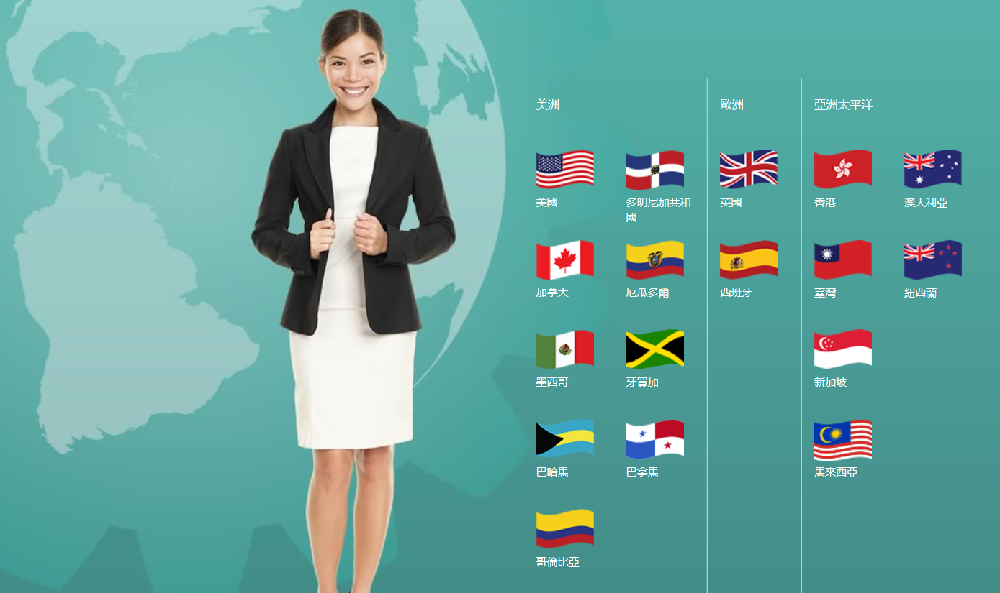 美洲
歐洲
亞洲太平洋
美國
多明尼加共和
國
英國
香港
澳大利亞
加拿大
厄瓜多爾
西班牙
臺灣
紐西蘭
墨西哥
牙買加
新加坡
巴哈馬
巴拿馬
馬來西亞
哥倫比亞